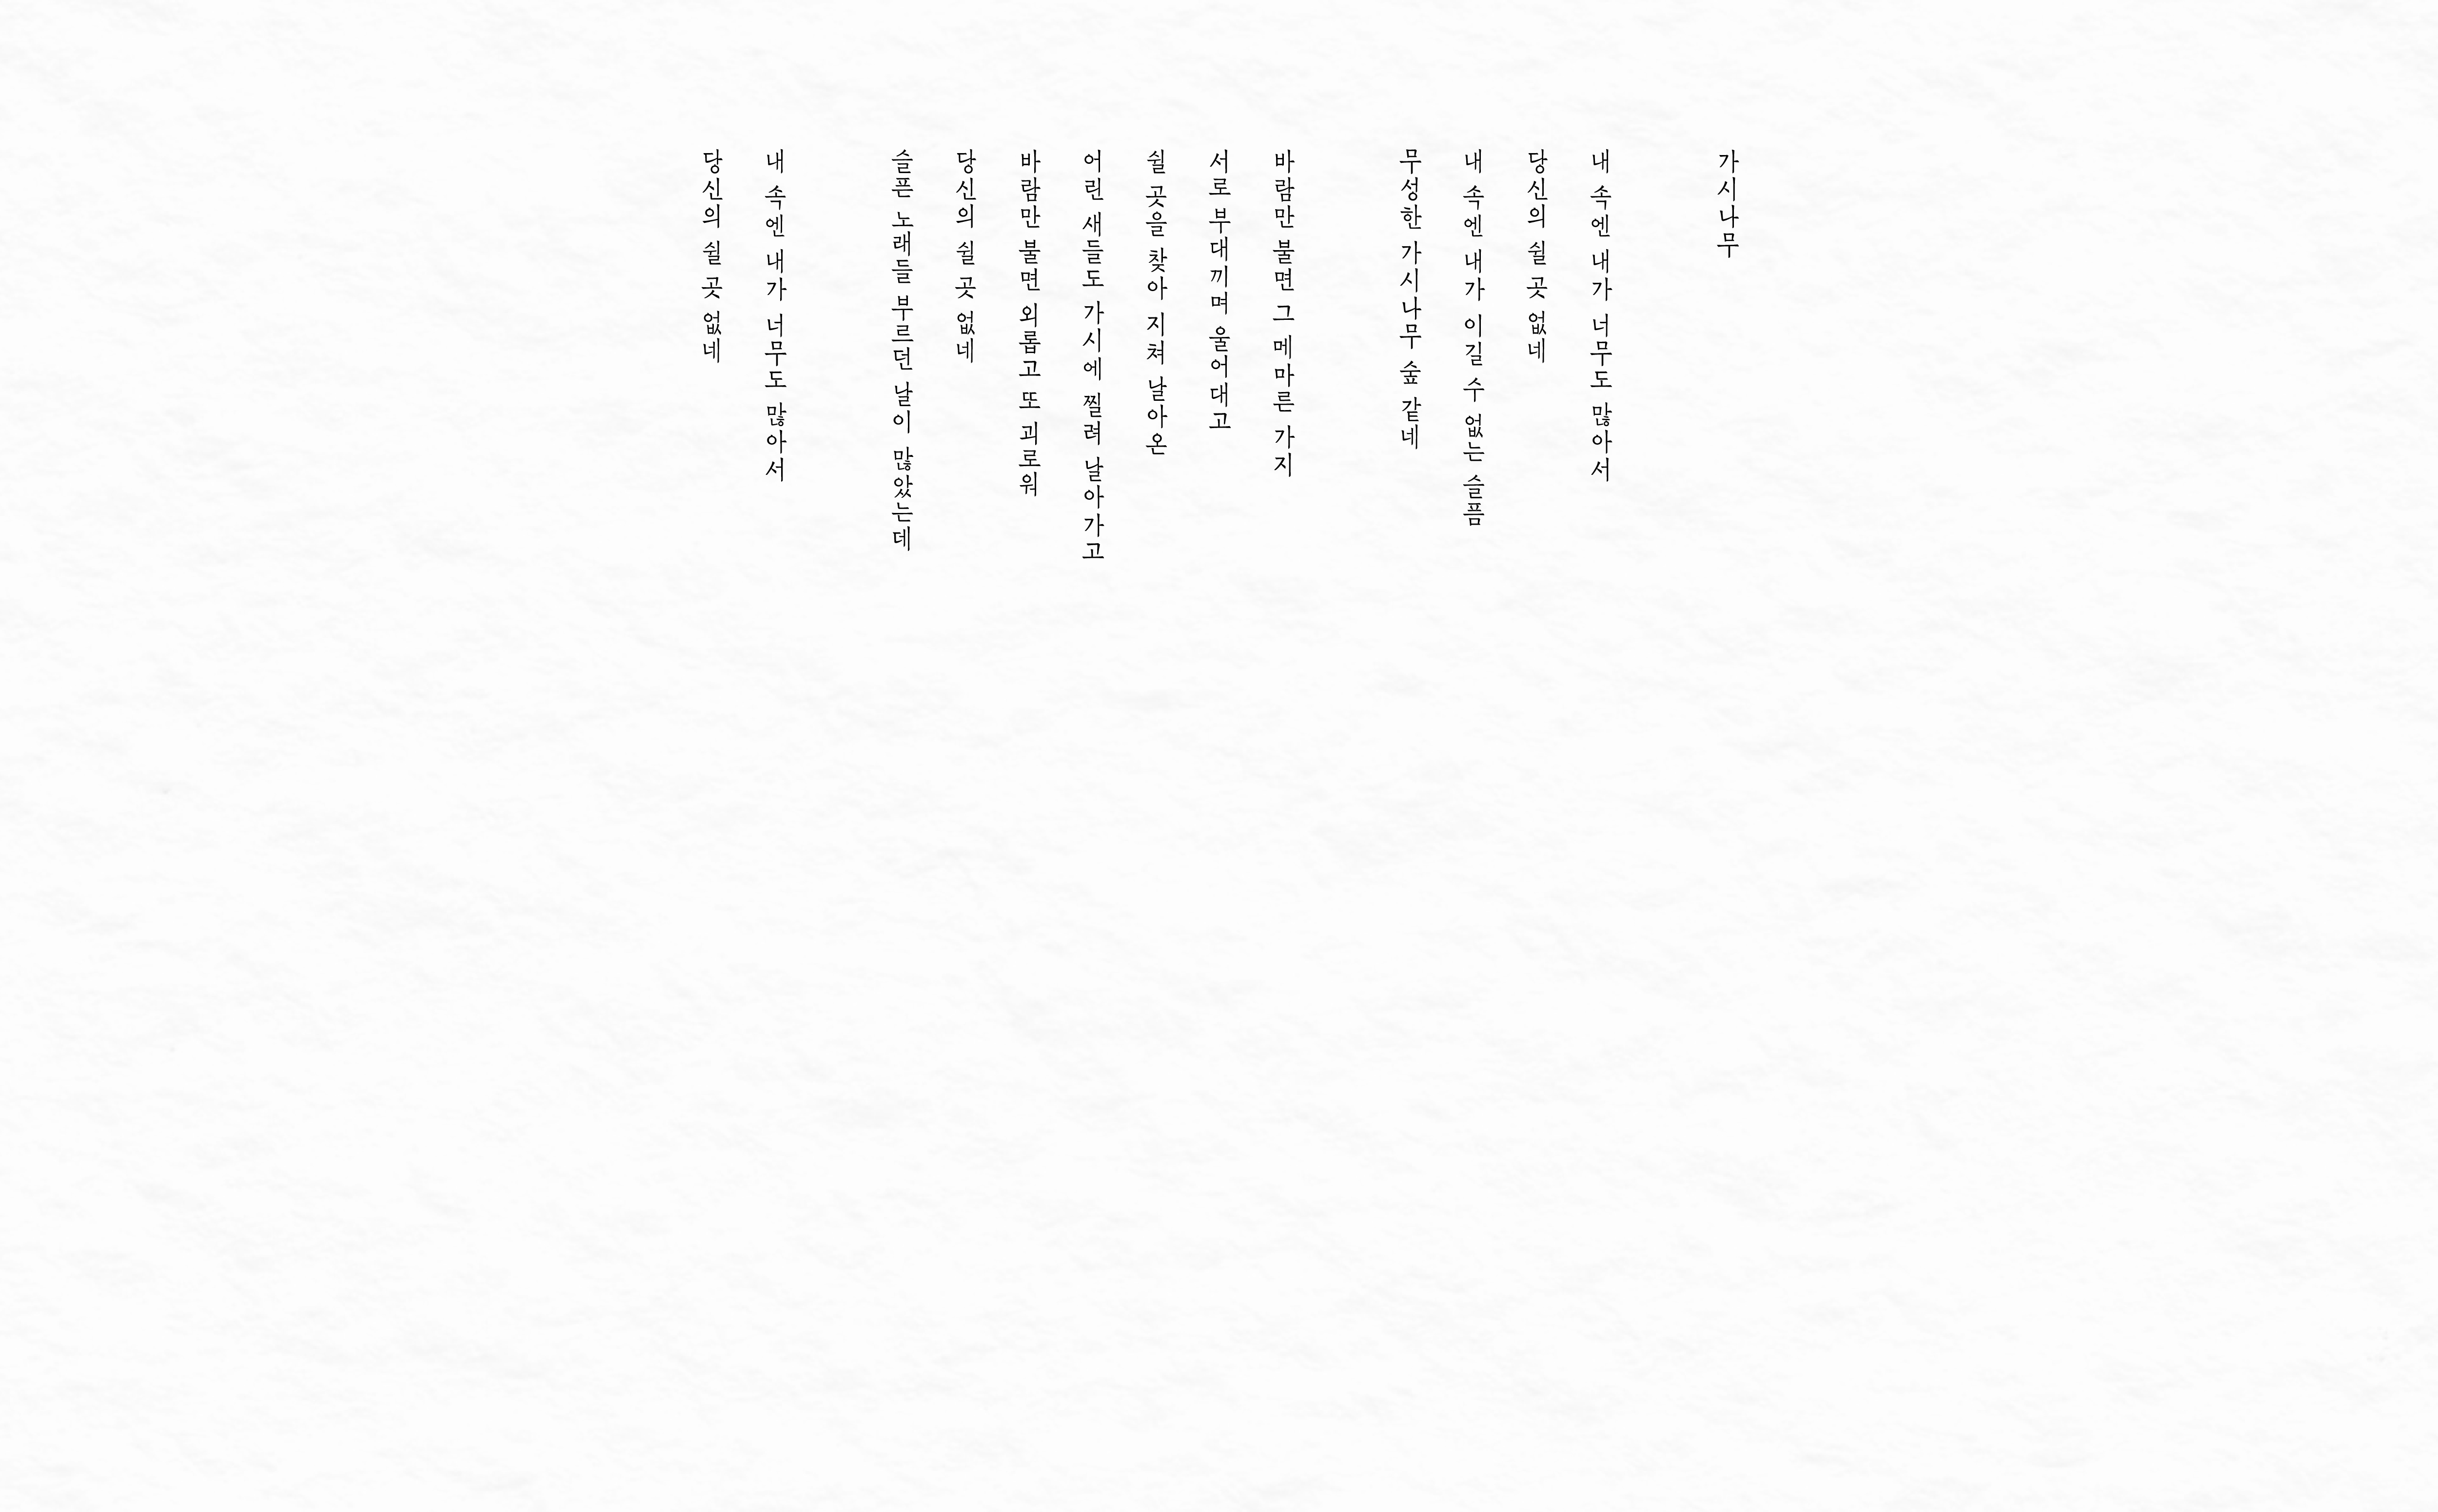 가시나무
내 속엔 내가 너무도 많아서
당신의 쉴 곳 없네
내 속엔 내가 이길 수 없는 슬픔
무성한 가시나무 숲 같네
바람만 불면 그 메마른 가지
서로 부대끼며 울어대고
쉴 곳을 찾아 지쳐 날아온
어린 새들도 가시에 찔려 날아가고
바람만 불면 외롭고 또 괴로워
당신의 쉴 곳 없네
슬픈 노래들 부르던 날이 많았는데
내 속엔 내가 너무도 많아서
당신의 쉴 곳 없네